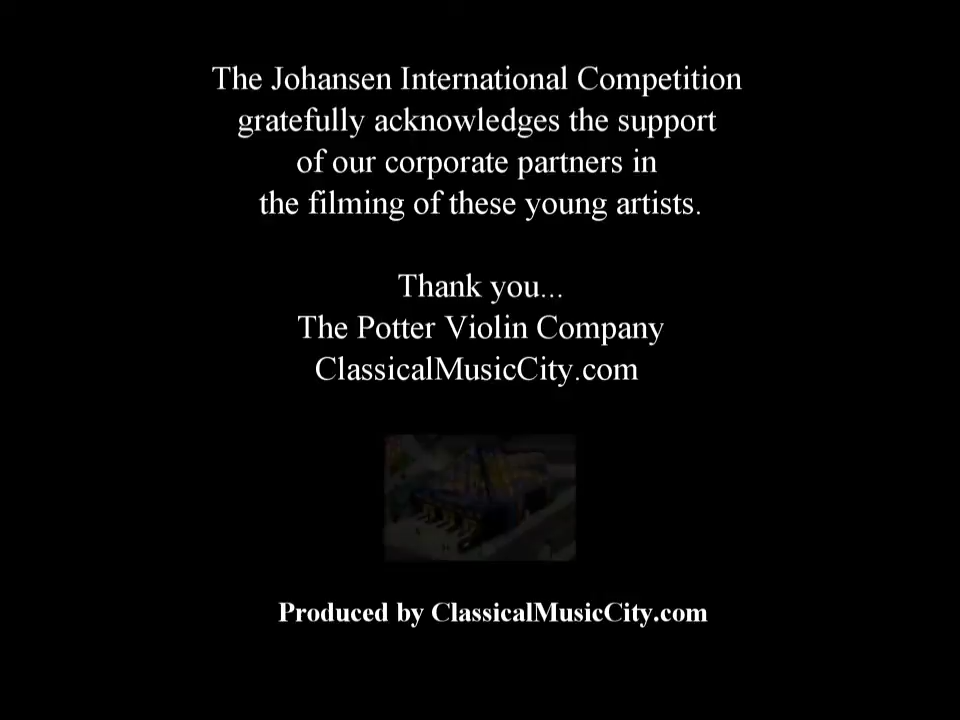 The Johansen International Competition
gratefully acknowledges the support
of our corporate partners in
the filming of these young artists.
Thank you...
The Potter Violin Company
ClassicalMusicCity.com
Produced by ClassicalMusicCity.com